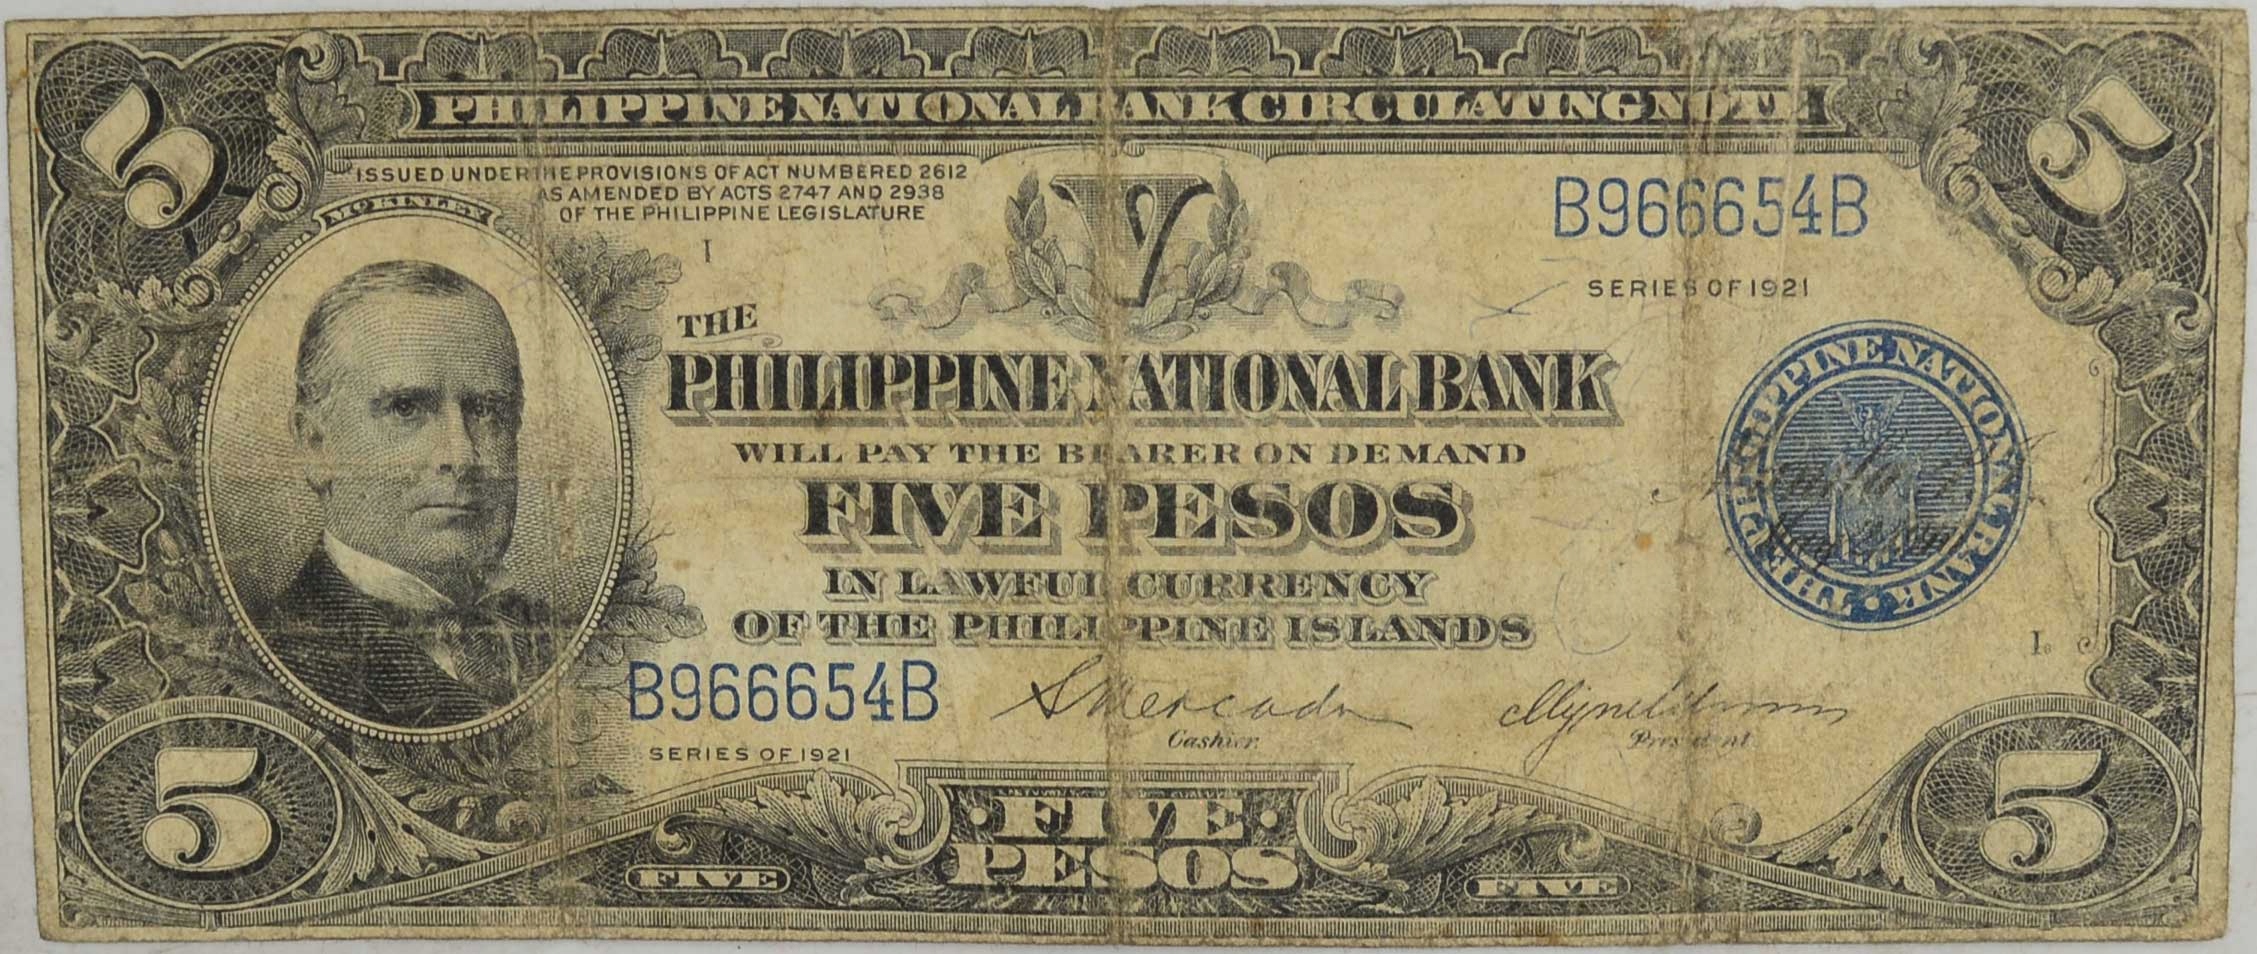 5
5
PHILIPPINE NATIONAL BANK CIRCULATING NOTE
ISSUED UNDER THE PROVISIONS OF ACT NUMBERED 2612
AS AMENDED BY ACTS 2747 AND 2938
OF THE PHILIPPINE LEGISLATURE
McKINLEY
V
B966654B
I
SERIES OF 1921
THE
PHILIPPINE NATIONAL BANK
WILL PAY THE BEARER ON DEMAND
FIVE PESOS
IN LAWFUL CURRENCY
OF THE PHILIPPINE ISLANDS
THE PHILIPPINE NATIONAL BANK
I
B966654B
S Mercado
Cashier.
President.
SERIES OF 1921
5
FIVE
PESOS
5
FIVE
FIVE